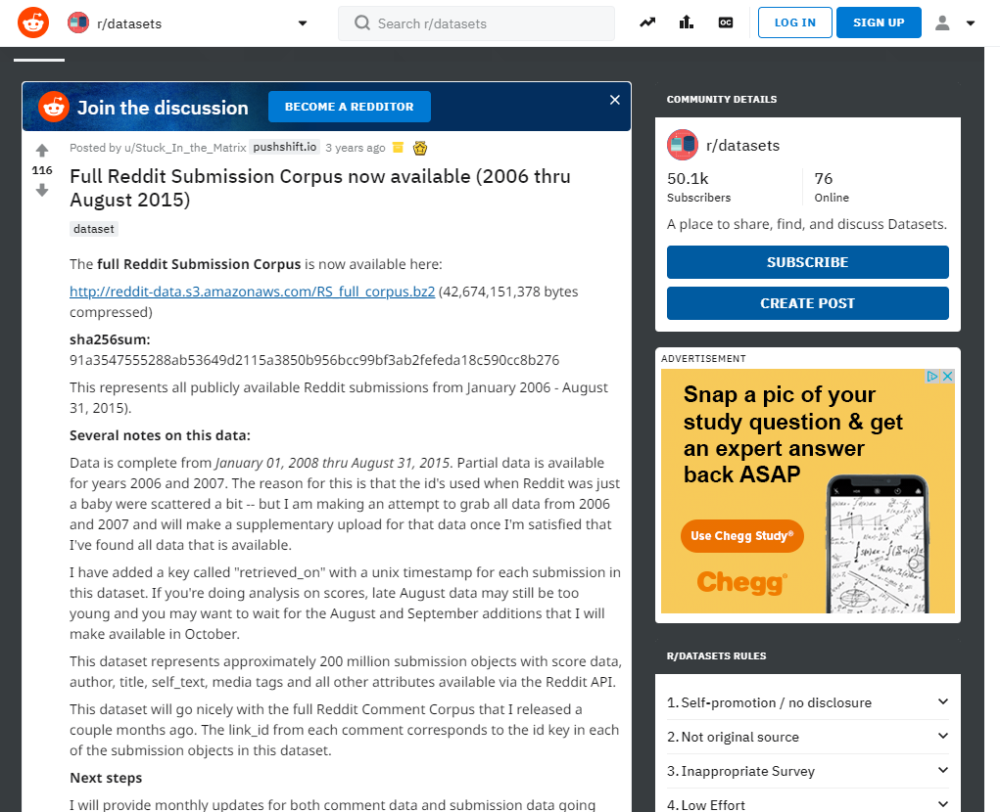 r/datasets
Search r/datasets
LOG IN
SIGN UP
Join the discussion
BECOME A REDDITOR
Posted by u/Stuck_In_the_Matrix pushshift.io 3 years ago
116
Full Reddit Submission Corpus now available (2006 thru
August 2015)
dataset
The full Reddit Submission Corpus is now available here:
http://reddit-data.s3.amazonaws.com/RS_full_corpus.bz2 (42,674,151,378 bytes
compressed)
sha256sum:
91a3547555288ab53649d2115a3850b956bcc99bf3ab2fefeda18c590cc8b276
This represents all publicly available Reddit submissions from January 2006 - August
31, 2015).
Several notes on this data:
Data is complete from January 01, 2008 thru August 31, 2015. Partial data is available
for years 2006 and 2007. The reason for this is that the id's used when Reddit was just
a baby were scattered a bit -- but I am making an attempt to grab all data from 2006
and 2007 and will make a supplementary upload for that data once I'm satisfied that
I've found all data that is available.
I have added a key called "retrieved_on" with a unix timestamp for each submission in
this dataset. If you're doing analysis on scores, late August data may still be too
young and you may want to wait for the August and September additions that I will
make available in October.
This dataset represents approximately 200 million submission objects with score data,
author, title, self_text, media tags and all other attributes available via the Reddit API.
This dataset will go nicely with the full Reddit Comment Corpus that I released a
couple months ago. The link_id from each comment corresponds to the id key in each
of the submission objects in this dataset.
Next steps
I will provide monthly updates for both comment data and submission data going
COMMUNITY DETAILS
r/datasets
50.1k
Subscribers
76
Online
A place to share, find, and discuss Datasets.
SUBSCRIBE
CREATE POST
ADVERTISEMENT
Snap a pic of your
study question & get
an expert answer
back ASAP
Use Chegg Study®
Chegg®
R/DATASETS RULES
1. Self-promotion / no disclosure
2. Not original source
3. Inappropriate Survey
4. Low Effort